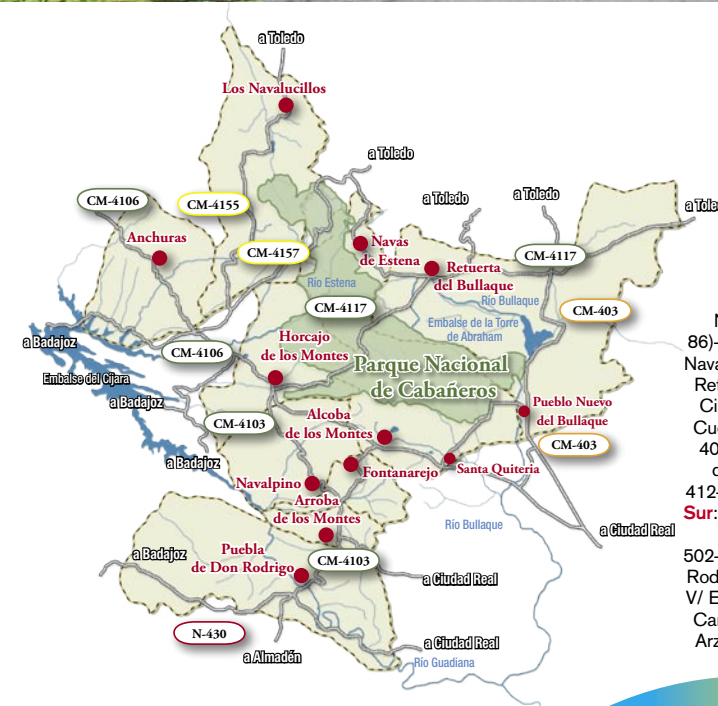 a Toledo
Los Navalucillos
a Toledo
CM-4106
CM-4155
a Toledo
a Toledo
a Tole
Anchuras
CM-4157
Navas
de Estena
CM-4117
Retuerta
del Bullaque
Río Estena
Río Bullaque
CM-4117
CM-403
Embalse de la Torre
de Abraham
a Badajoz
CM-4106
Horcajo
de los Montes
Parque Nacional
de Cabañeros
Embalse del Cijara
a Badajoz
Pueblo Nuevo
del Bullaque
CM-4103
Alcoba
de los Montes
CM-403
a Badajoz
Fontanarejo
Santa Quiteria
Navalpino
Arroba
de los Montes
Río Bullaque
a Ciudad Real
a Badajoz
Puebla
de Don Rodrigo
CM-4103
a Ciudad Real
N-430
a Almadén
a Ciudad Real
Río Guadiana
N
86)-
Nava
Ret
Ci
Cue
40
c
412-
Sur:
502-
Rod
V/ E
Car
Arz